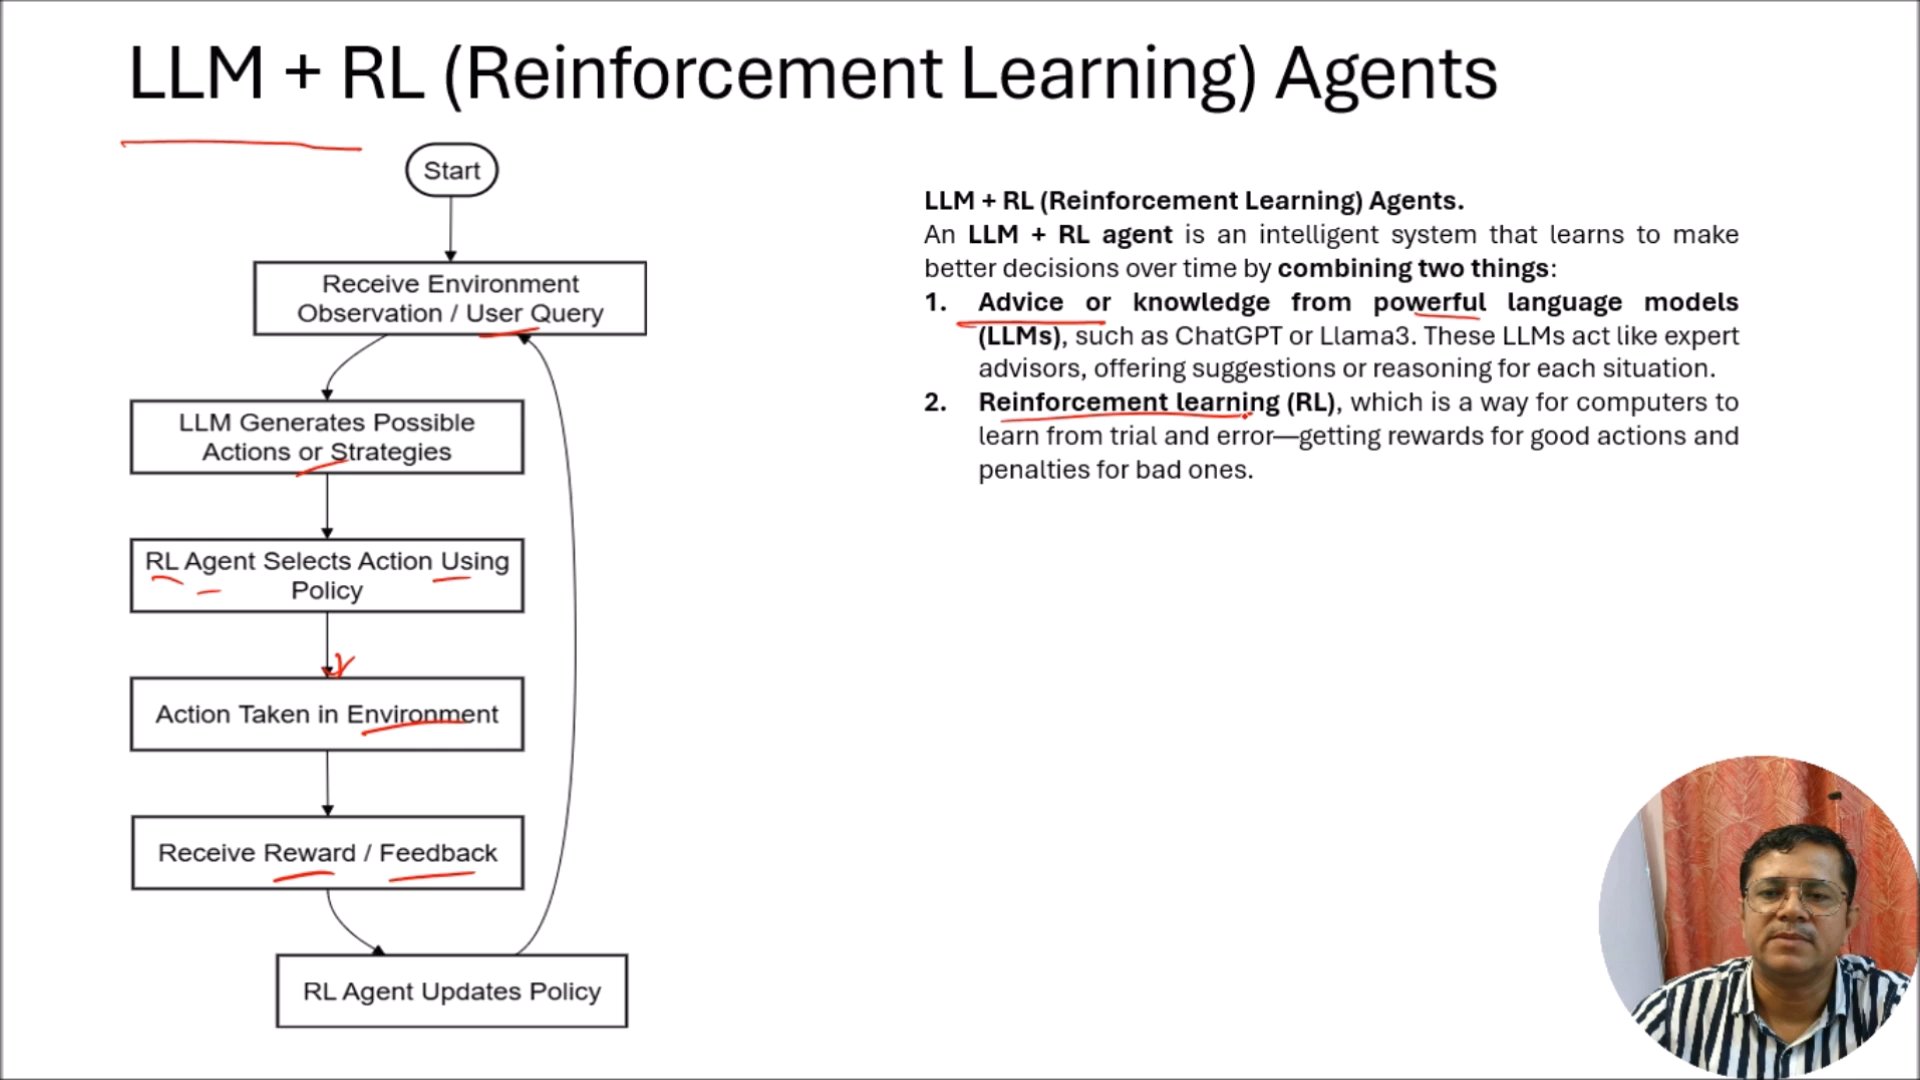 LLM + RL (Reinforcement Learning) Agents
Start
Receive Environment
Observation / User Query
LLM Generates Possible
Actions or Strategies
RL Agent Selects Action Using
Policy
Action Taken in Environment
Receive Reward / Feedback
RL Agent Updates Policy
LLM + RL (Reinforcement Learning) Agents.
An LLM + RL agent is an intelligent system that learns to make
better decisions over time by combining two things:
1. Advice or knowledge from powerful language models
(LLMs), such as ChatGPT or Llama3. These LLMs act like expert
advisors, offering suggestions or reasoning for each situation.
2. Reinforcement learning (RL), which is a way for computers to
learn from trial and error—getting rewards for good actions and
penalties for bad ones.